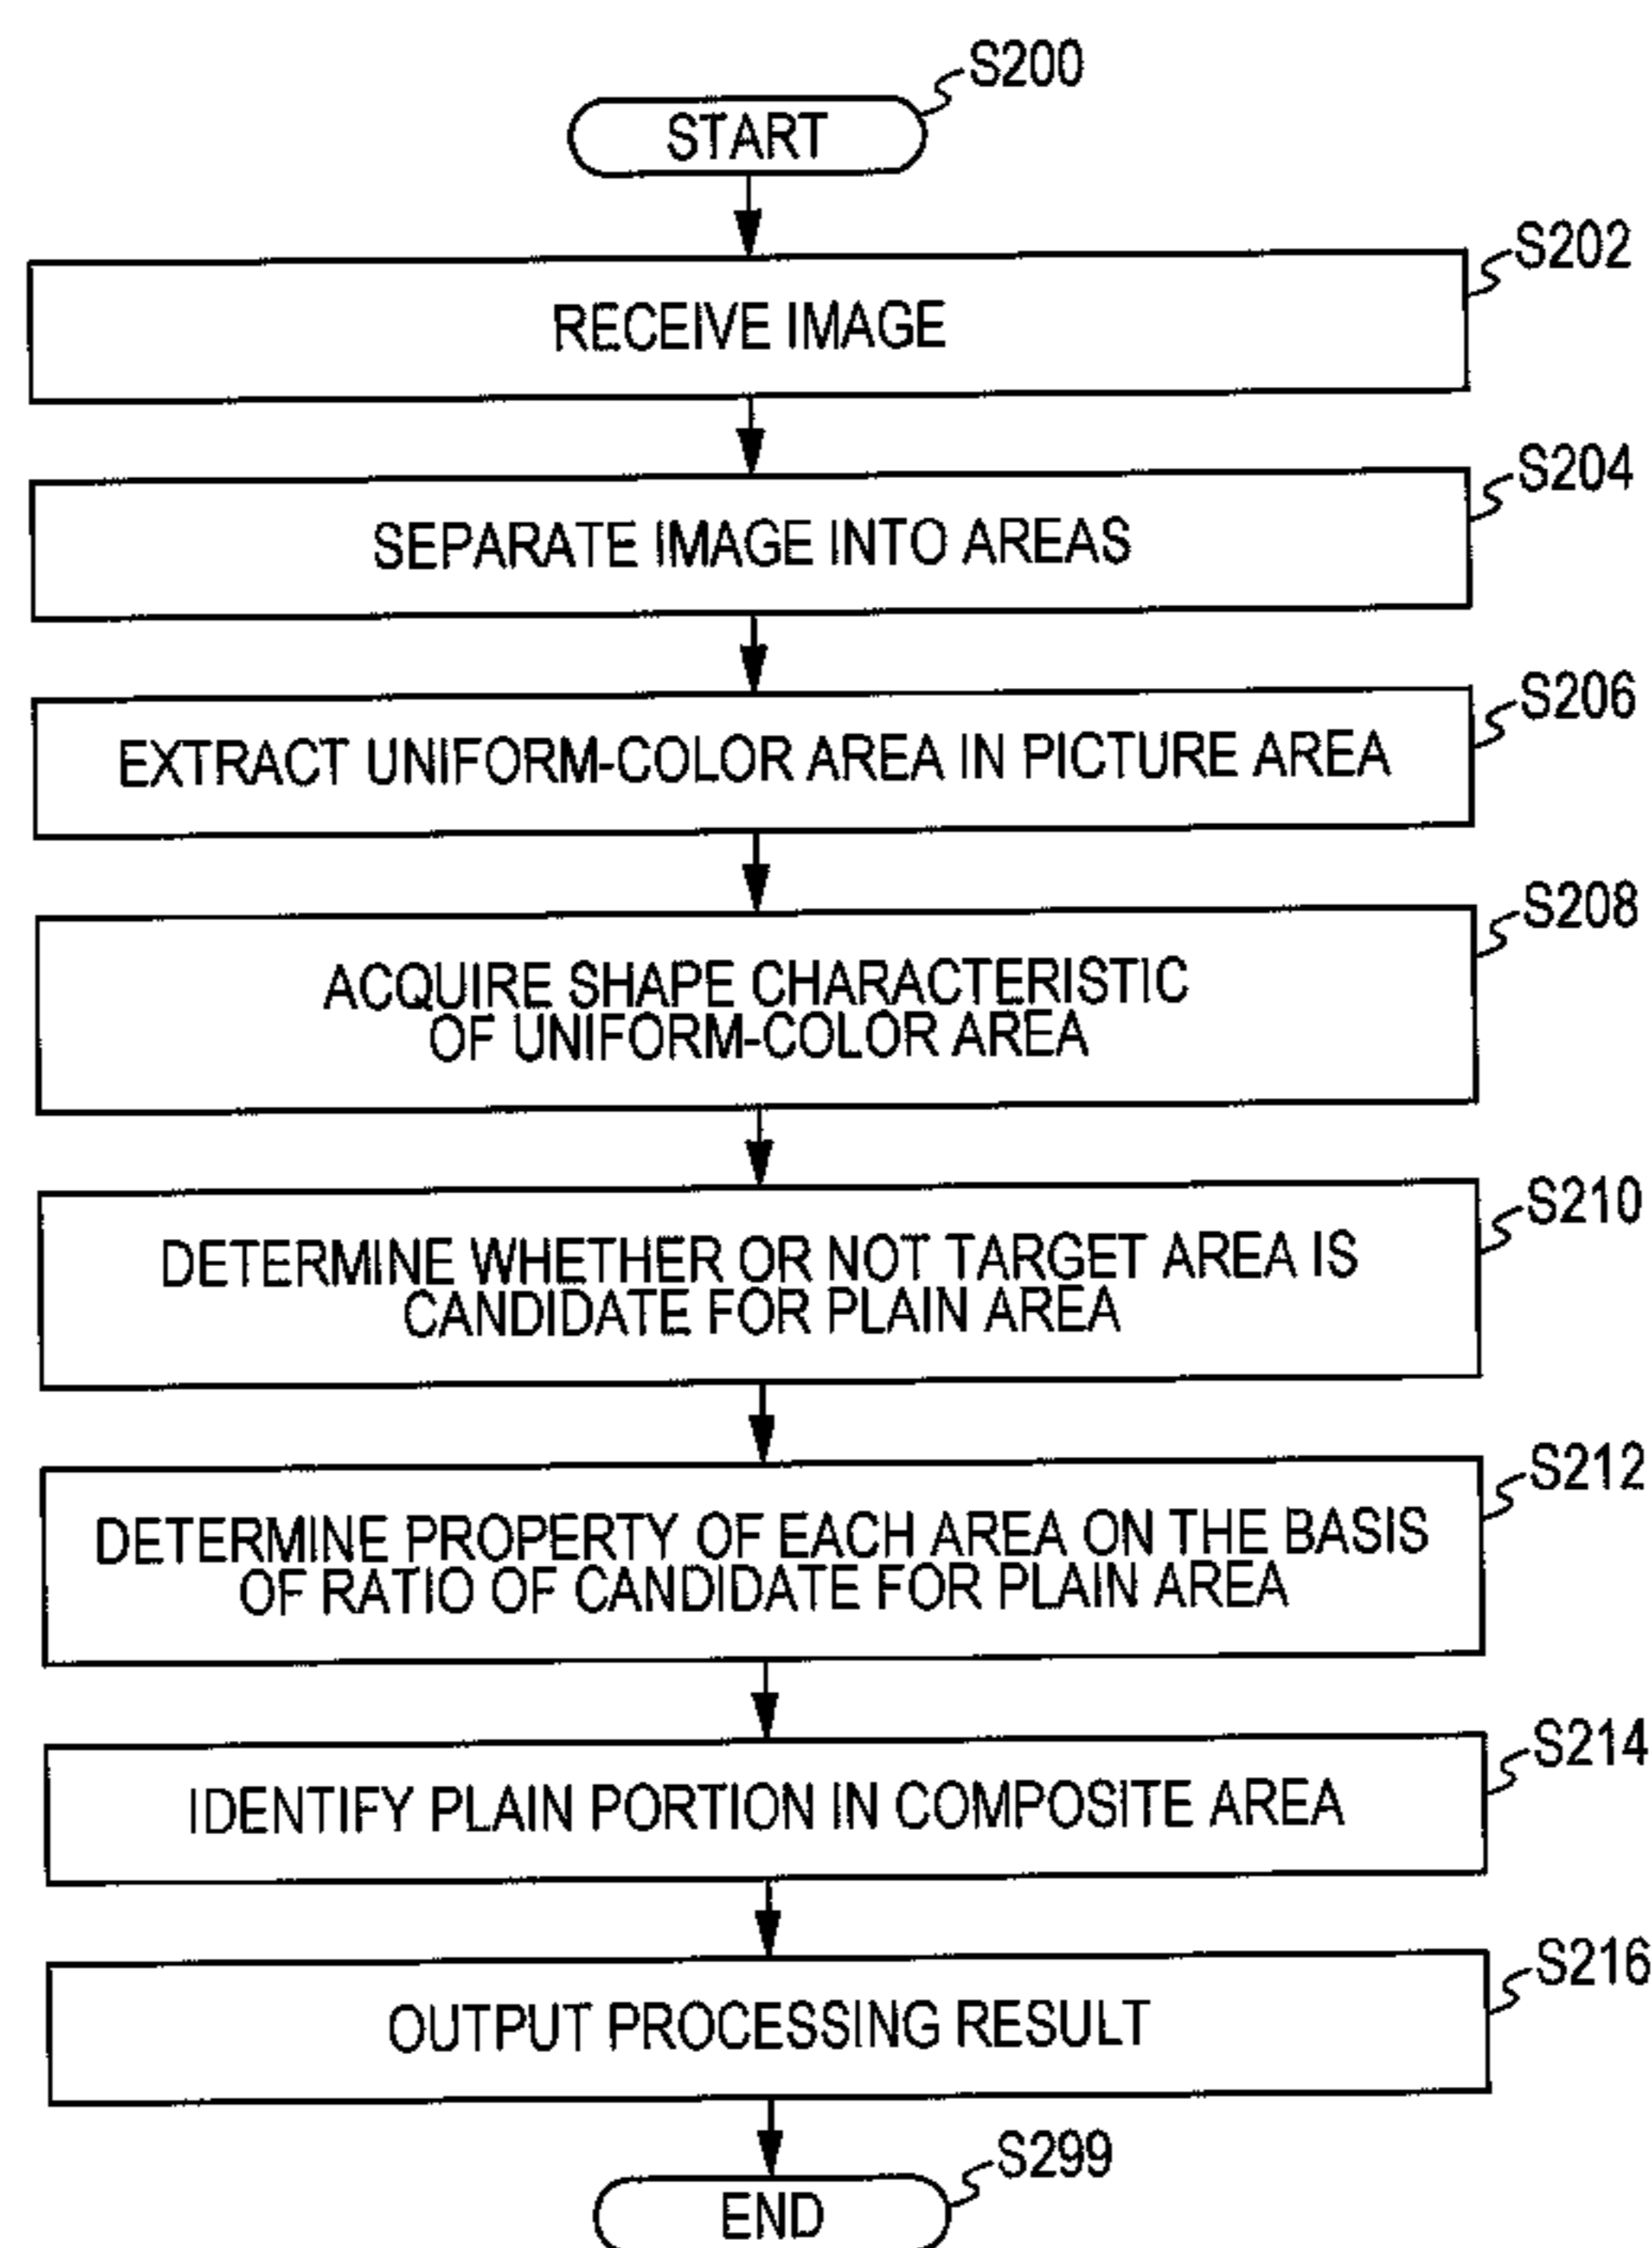 S200
START
S202
RECEIVE IMAGE
S204
SEPARATE IMAGE INTO AREAS
S206
EXTRACT UNIFORM-COLOR AREA IN PICTURE AREA
S208
ACQUIRE SHAPE CHARACTERISTIC
OF UNIFORM-COLOR AREA
S210
DETERMINE WHETHER OR NOT TARGET AREA IS
CANDIDATE FOR PLAIN AREA
S212
DETERMINE PROPERTY OF EACH AREA ON THE BASIS
OF RATIO OF CANDIDATE FOR PLAIN AREA
S214
IDENTIFY PLAIN PORTION IN COMPOSITE AREA
S216
OUTPUT PROCESSING RESULT
S299
END